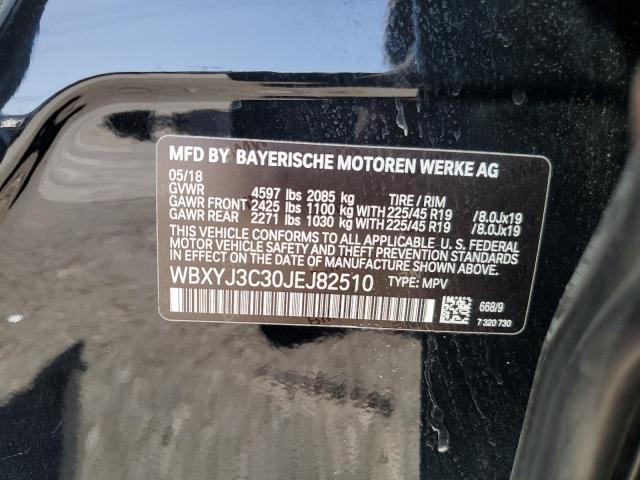 MFD BY BAYERISCHE MOTOREN WERKE AG
05/18
GVWR 4597 lbs 2085 kg TIRE / RIM
GAWR FRONT 2425 lbs 1100 kg WITH 225/45 R19 /8.0Jx19
GAWR REAR 2271 lbs 1030 kg WITH 225/45 R19 /8.0Jx19
THIS VEHICLE CONFORMS TO ALL APPLICABLE U.S. FEDERAL
MOTOR VEHICLE SAFETY AND THEFT PREVENTION STANDARDS
IN EFFECT ON THE DATE OF MANUFACTURE SHOWN ABOVE.
WBXYJ3C30JEJ82510 TYPE: MPV
668/9
7 320 730